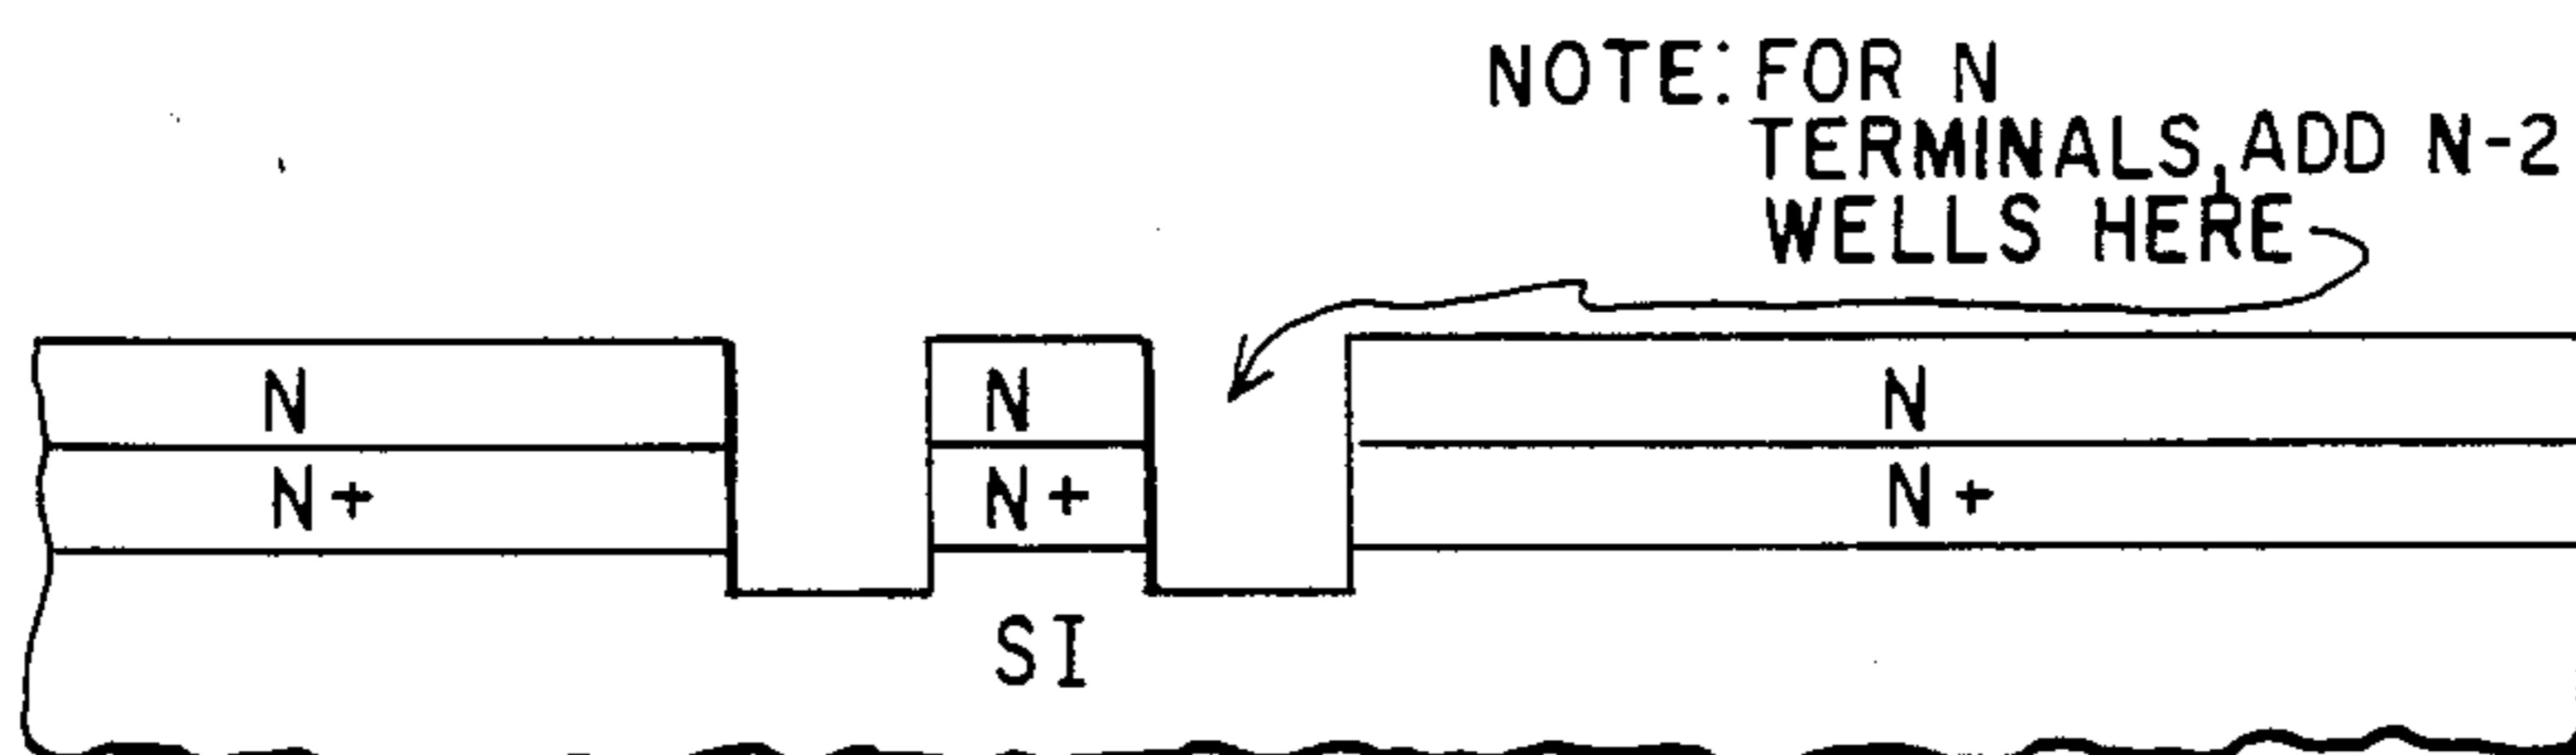 NOTE: FOR N
TERMINALS, ADD N-2
WELLS HERE
N N N
N+ N+ N+
SI